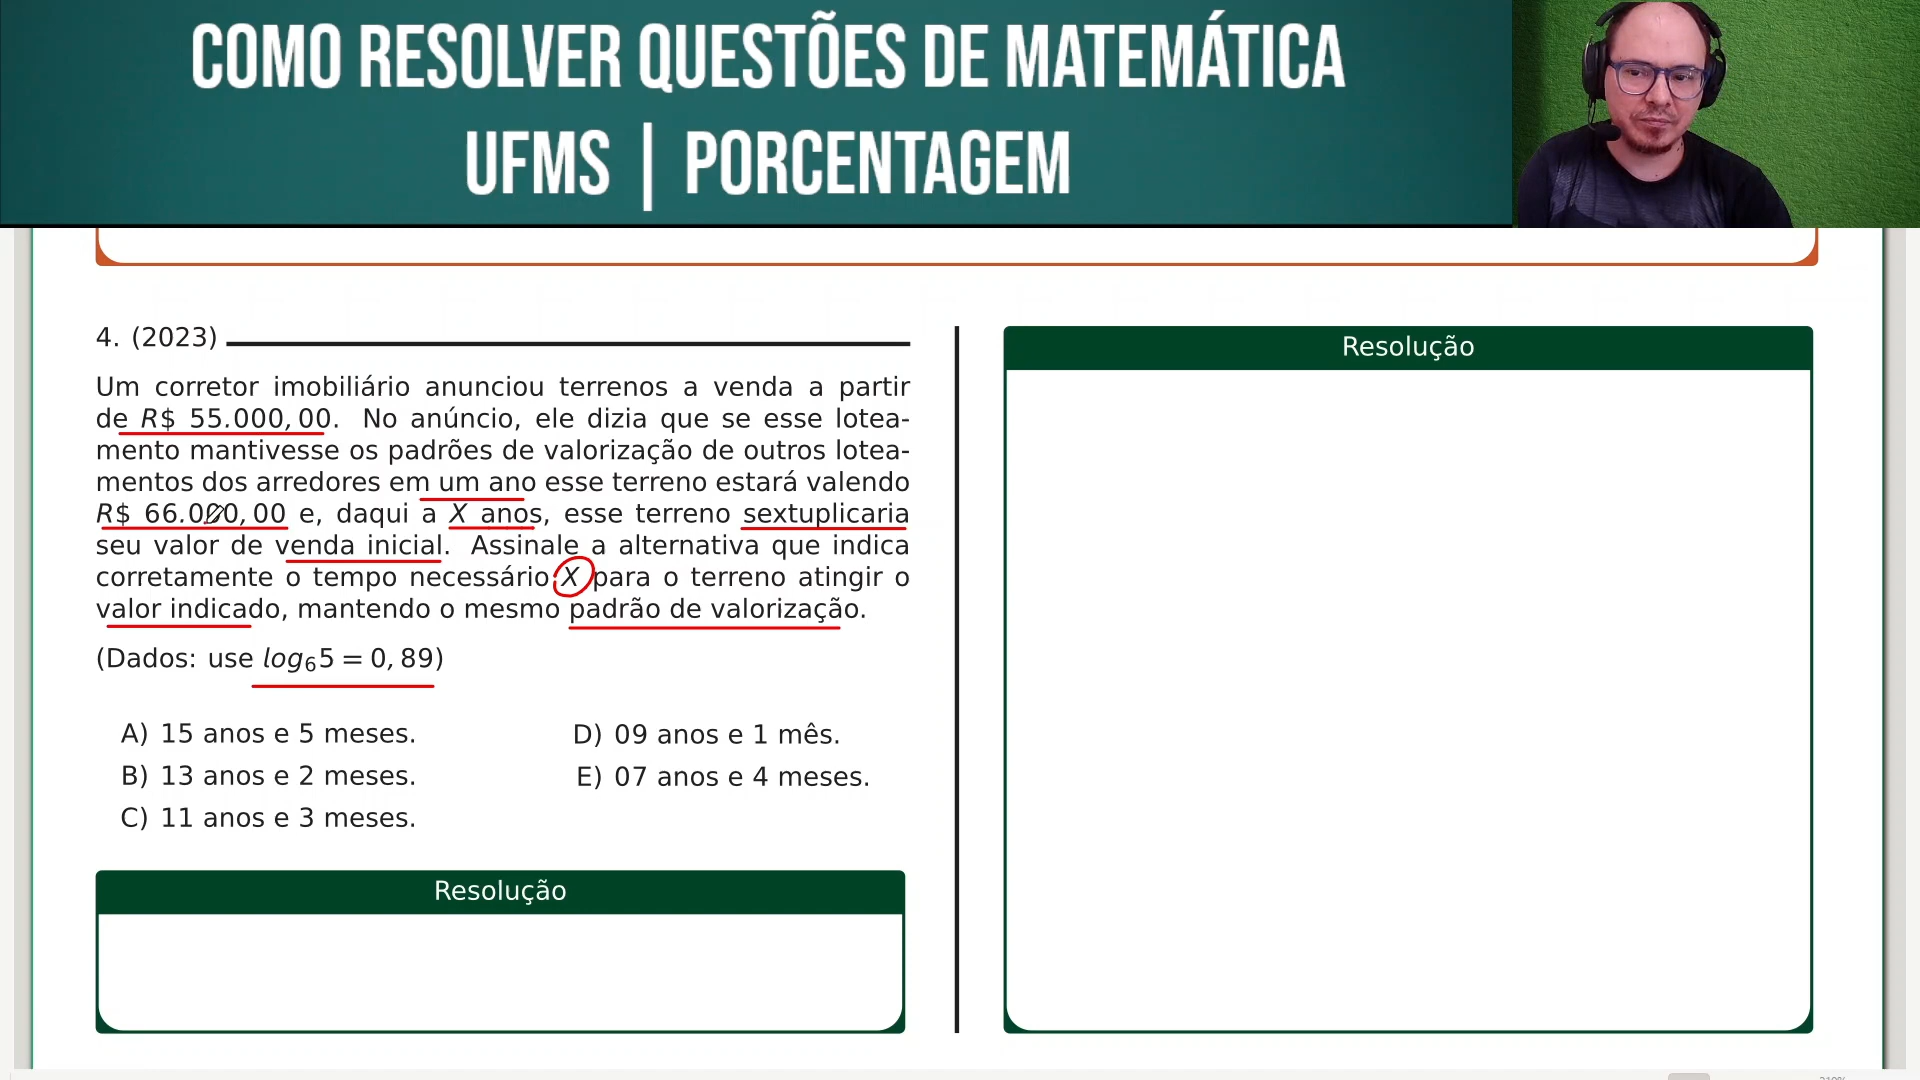 COMO RESOLVER QUESTÕES DE MATEMÁTICA
UFMS | PORCENTAGEM
4. (2023)
Um corretor imobiliário anunciou terrenos a venda a partir
de R$ 55.000,00. No anúncio, ele dizia que se esse lotea-
mento mantivesse os padrões de valorização de outros lotea-
mentos dos arredores em um ano esse terreno estará valendo
R$ 66.000,00 e, daqui a X anos, esse terreno sextuplicaria
seu valor de venda inicial. Assinale a alternativa que indica
corretamente o tempo necessário X para o terreno atingir o
valor indicado, mantendo o mesmo padrão de valorização.
(Dados: use log₆5 = 0,89)
A) 15 anos e 5 meses.
B) 13 anos e 2 meses.
C) 11 anos e 3 meses.
D) 09 anos e 1 mês.
E) 07 anos e 4 meses.
Resolução
Resolução